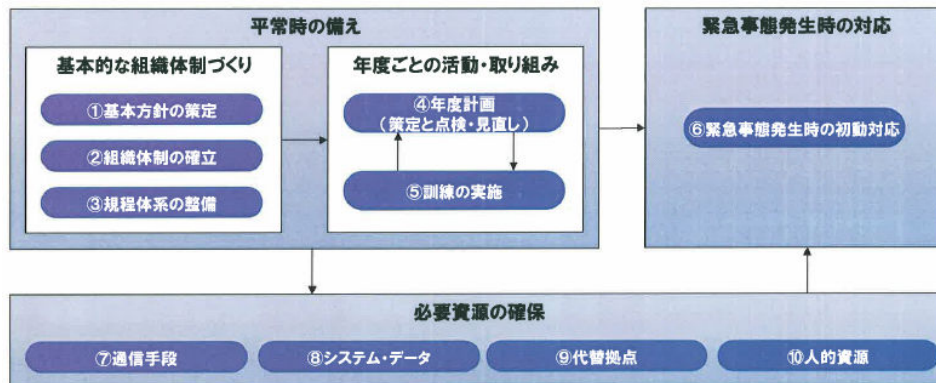 平常時の備え
緊急事態発生時の対応
基本的な組織体制づくり
年度ごとの活動・取り組み
①基本方針の策定
②組織体制の確立
③規程体系の整備
④年度計画
(策定と点検・見直し)
⑤訓練の実施
⑥緊急事態発生時の初動対応
必要資源の確保
⑦通信手段
⑧システム・データ
⑨代替拠点
⑩人的資源